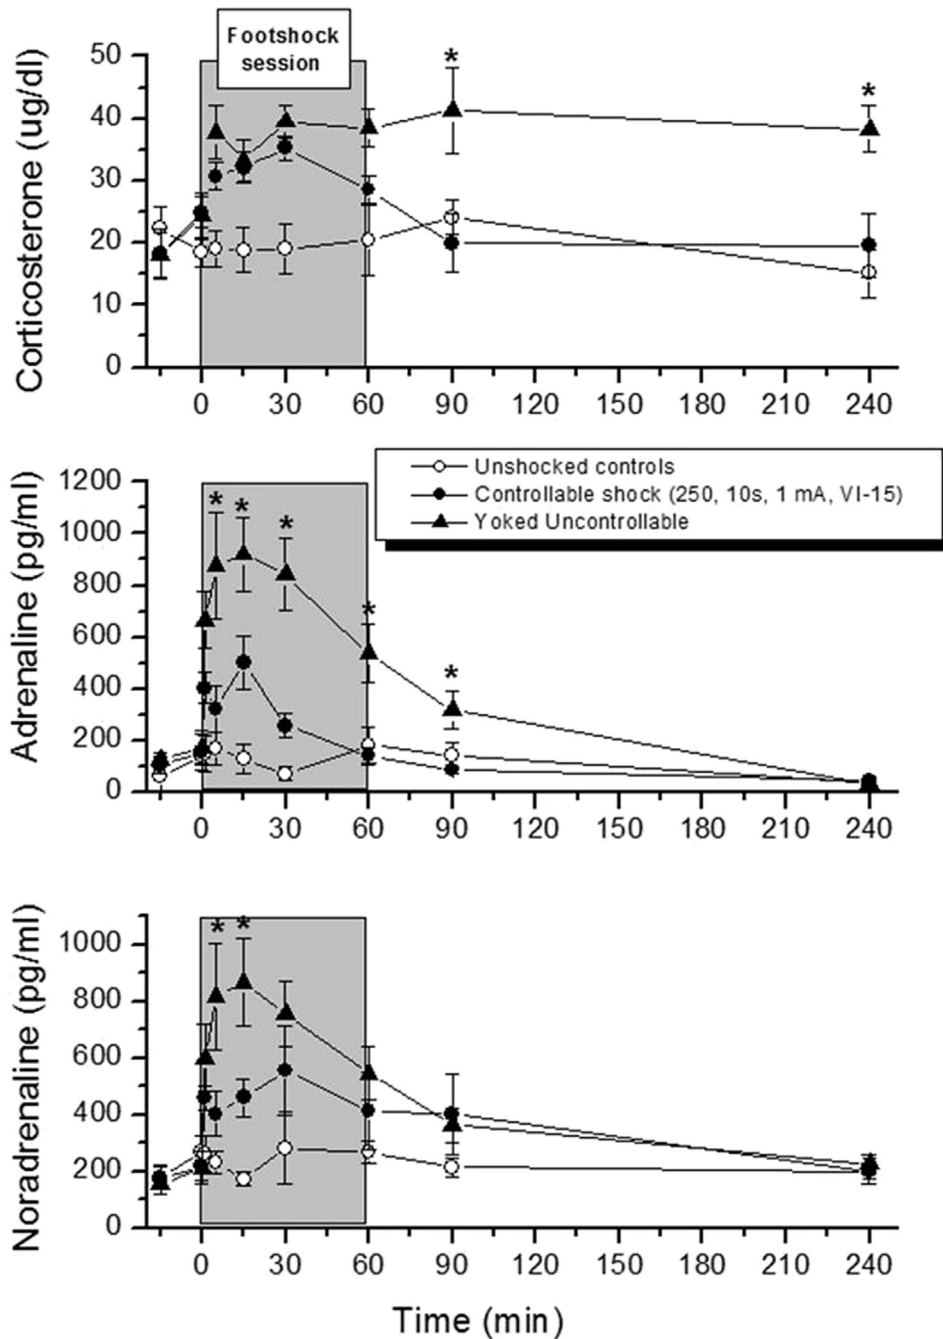 Footshock
session
Corticosterone (ug/dl)
50
40
30
20
10
0
* *
0 30 60 90 120 150 180 210 240
Unshocked controls
Controllable shock (250, 10s, 1 mA, VI-15)
Yoked Uncontrollable
Adrenaline (pg/ml)
1200
1000
800
600
400
200
0
* * * * *
0 30 60 90 120 150 180 210 240
Noradrenaline (pg/ml)
1000
800
600
400
200
0
* *
0 30 60 90 120 150 180 210 240
Time (min)